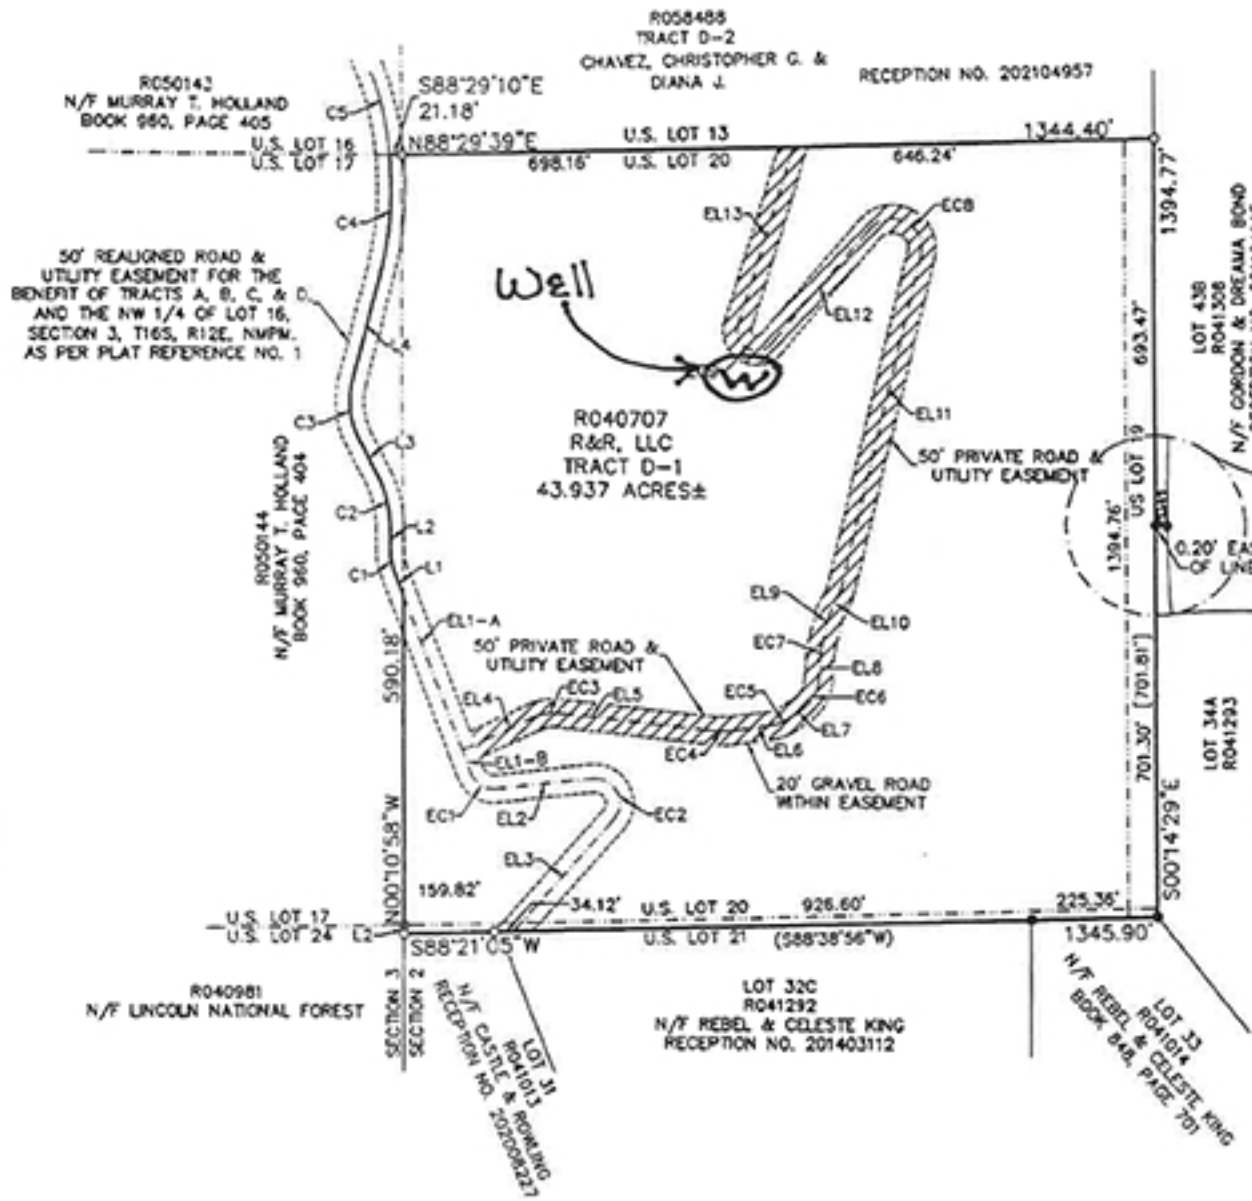 R058488
TRACT D-2
CHAVEZ, CHRISTOPHER G. &
DIANA J.
RECEPTION NO. 202104957
R050143
N/F MURRAY T. HOLLAND
BOOK 960, PAGE 405
C5
S88°29'10"E
21.18'
U.S. LOT 16
U.S. LOT 17
N88°29'39"E
U.S. LOT 13
1344.40'
698.16'
U.S. LOT 20
646.24'
1394.77'
C4
EL13
EC8
50' REALIGNED ROAD &
UTILITY EASEMENT FOR THE
BENEFIT OF TRACTS A, B, C, & D,
AND THE NW 1/4 OF LOT 16,
SECTION 3, T16S, R12E, NMPM,
AS PER PLAT REFERENCE NO. 1
Well
EL12
L4
W
693.47'
LOT 43B
R041308
N/F GORDON & DREAMA BOND
C3
L3
R040707
R&R, LLC
TRACT D-1
43.937 ACRES±
EL11
50' PRIVATE ROAD &
UTILITY EASEMENT
US LOT 19
1394.76'
R050144
N/F MURRAY T. HOLLAND
BOOK 960, PAGE 404
C2
L2
C1
L1
0.20' EAS
OF LINE
EL9
EL10
EL1-A
EC7
EL8
50' PRIVATE ROAD &
UTILITY EASEMENT
590.18'
EL4
EC3
EL5
EC5
EC6
EL7
EC4
EL6
701.30' [701.81']
LOT 34A
R041293
EL1-B
20' GRAVEL ROAD
WITHIN EASEMENT
EC1
EL2
EC2
N00°10'58"W
EL3
S00°14'29"E
159.82'
34.12'
U.S. LOT 20
926.60'
225.36'
U.S. LOT 17
U.S. LOT 24
S88°21'05"W
U.S. LOT 21
(S88°38'56"W)
1345.90'
R040981
N/F LINCOLN NATIONAL FOREST
SECTION 3
SECTION 2
LOT 31
R041013
N/F CASTLE & ROWLING
RECEPTION NO. 202008227
LOT 32C
R041292
N/F REBEL & CELESTE KING
RECEPTION NO. 201403112
LOT 33
R041014
N/F REBEL & CELESTE KING
BOOK 848, PAGE 701